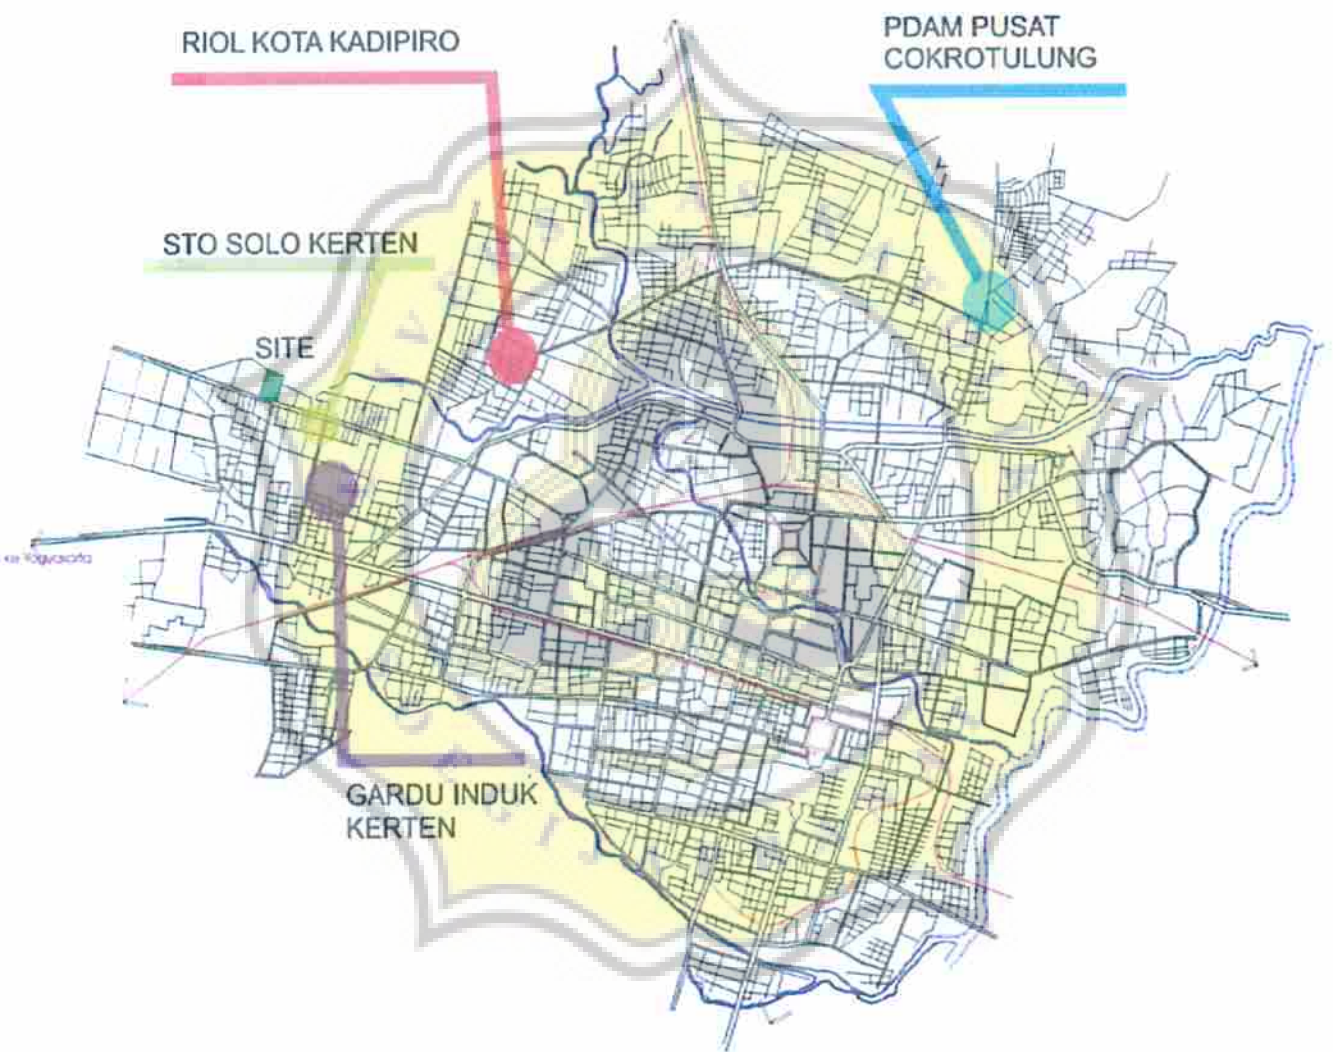 RIOL KOTA KADIPIRO
PDAM PUSAT
COKROTULUNG
STO SOLO KERTEN
SITE
GARDU INDUK
KERTEN